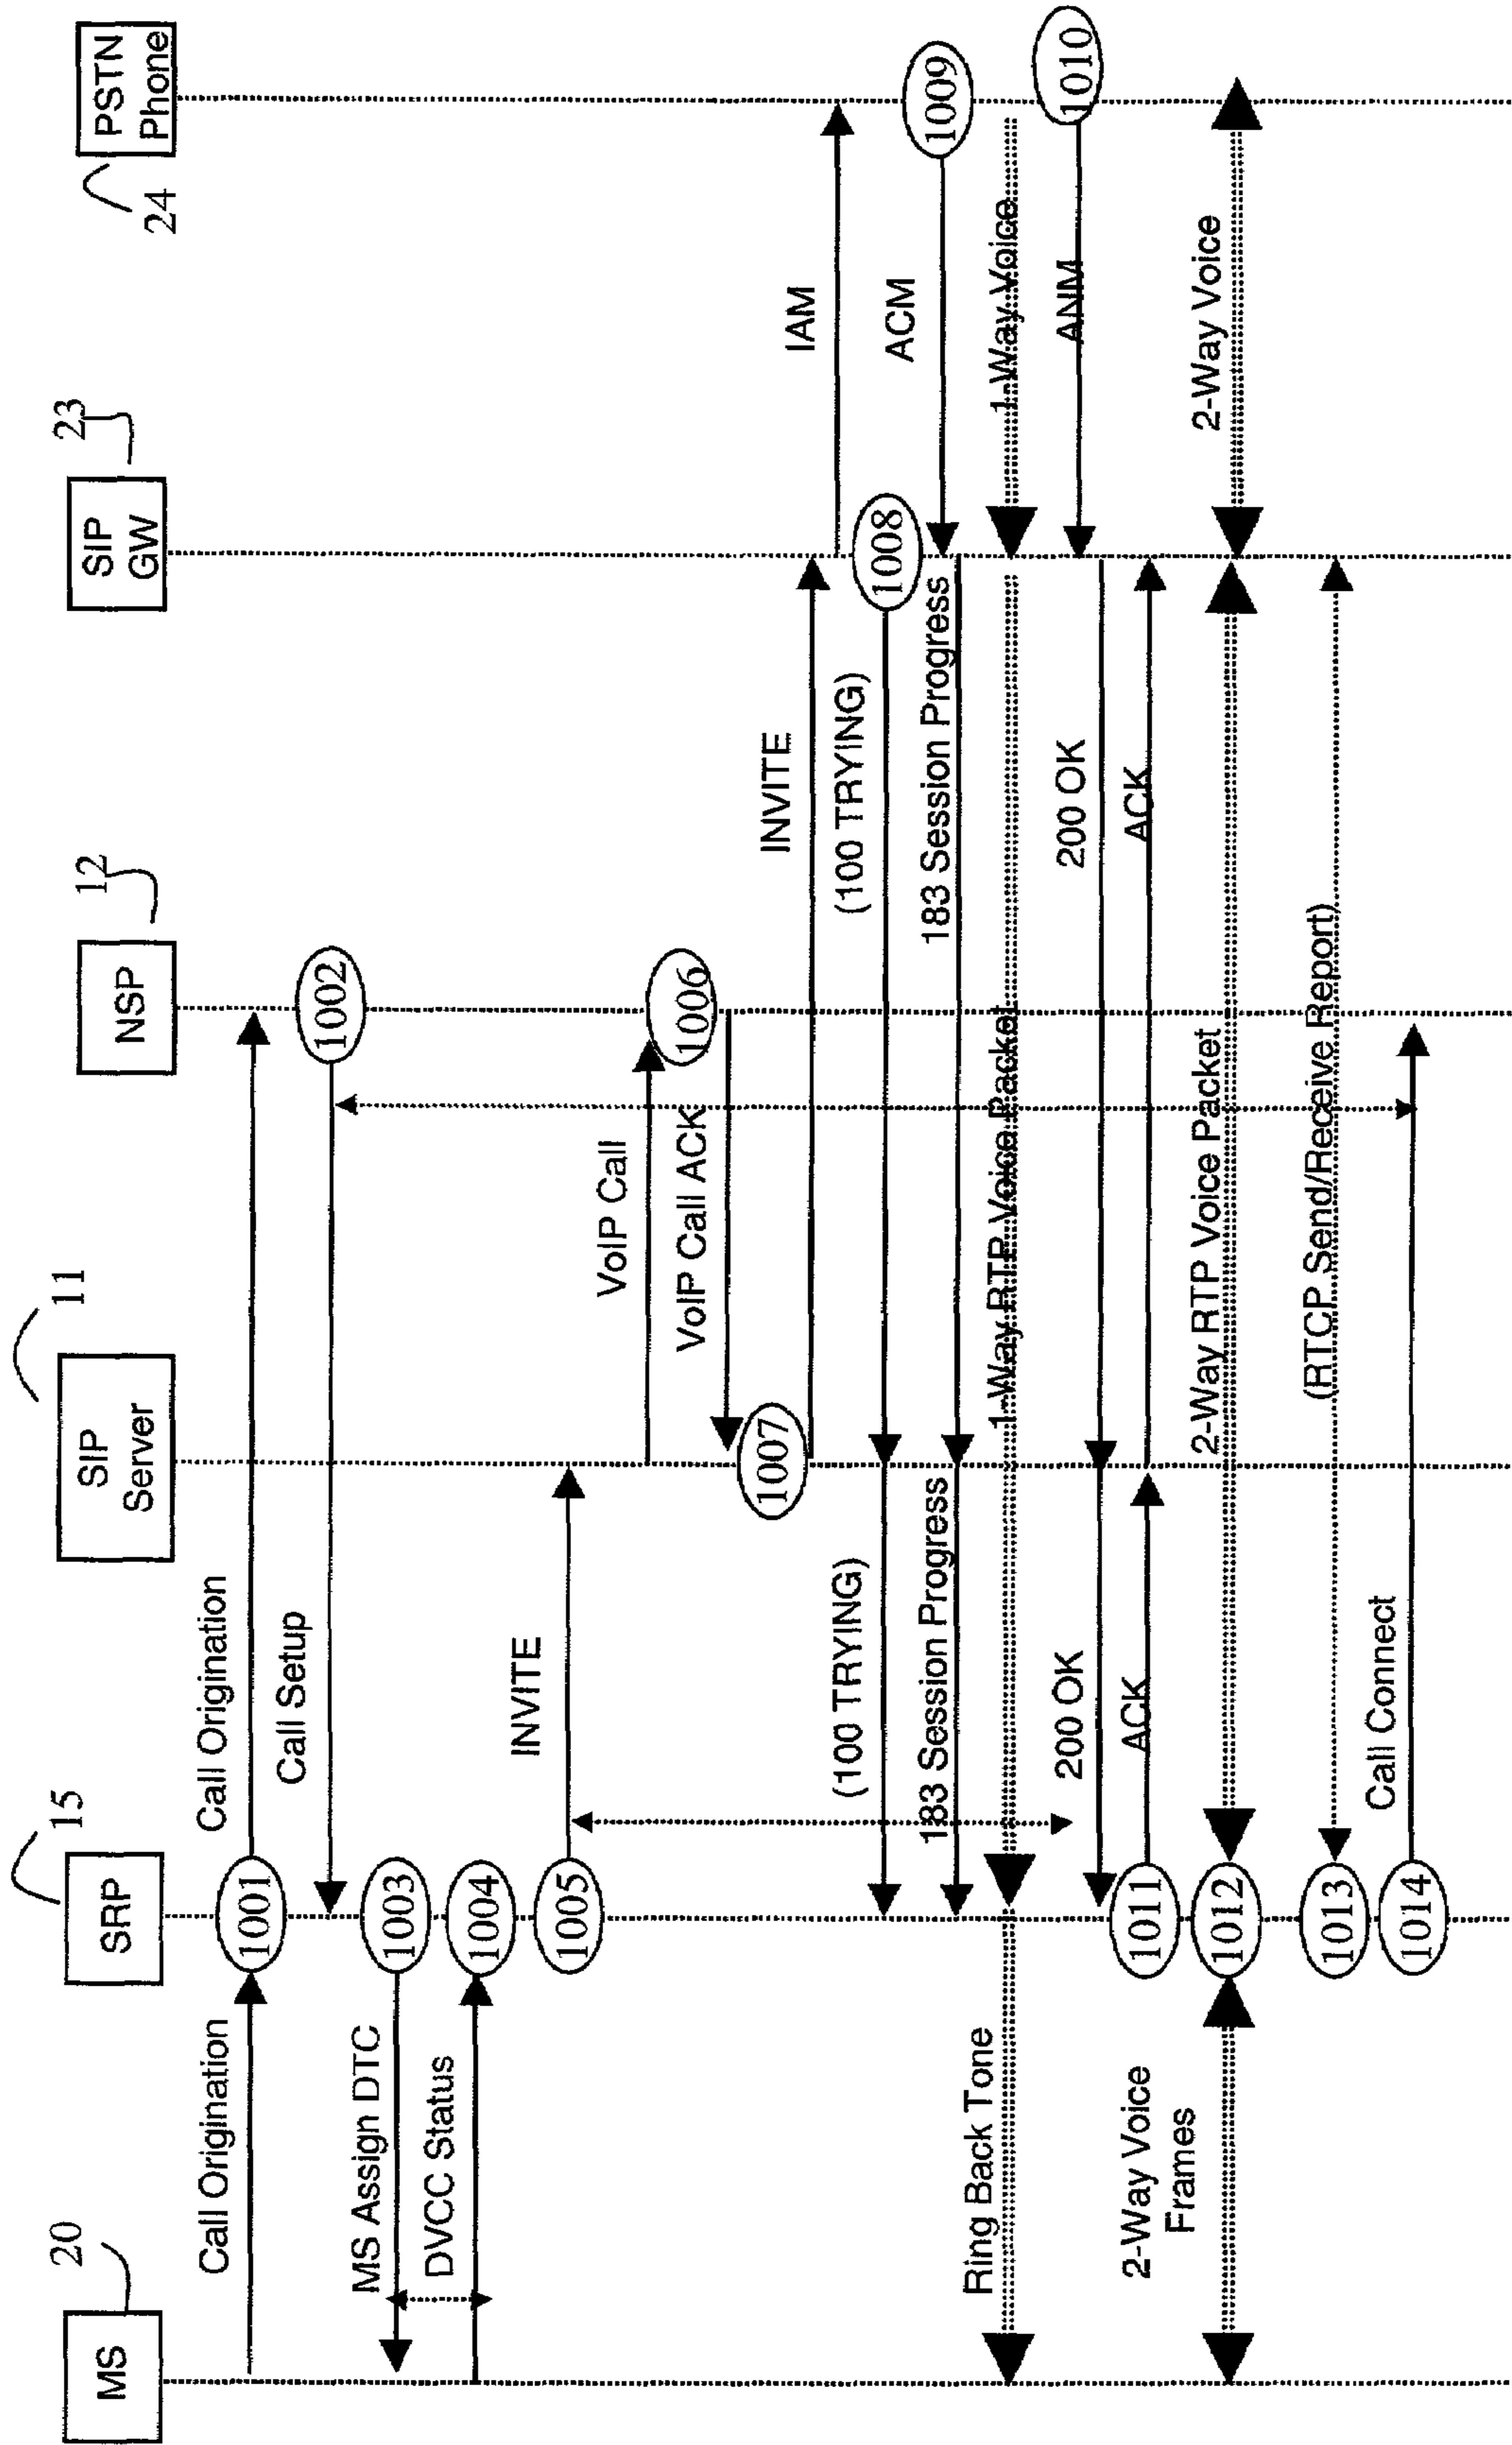 MS
20
SRP
15
SIP
Server
11
NSP
12
SIP
GW
23
PSTN
Phone
24
Call Origination
1001
Call Origination
1002
Call Setup
1003
MS Assign DTC
1004
DVCC Status
1005
INVITE
VoIP Call
1006
VoIP Call ACK
1007
INVITE
IAM
1008
(100 TRYING)
(100 TRYING)
1009
ACM
183 Session Progress
183 Session Progress
Ring Back Tone
1-Way RTP Voice Packet
1-Way Voice
1010
ANM
200 OK
200 OK
1011
ACK
ACK
1012
2-Way Voice
Frames
2-Way RTP Voice Packet
2-Way Voice
1013
(RTCP Send/Receive Report)
1014
Call Connect